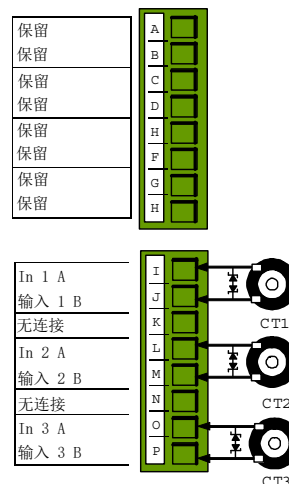 保留 A
保留 B
保留 C
保留 D
保留 H
保留 F
保留 G
保留 H
In 1 A I
输入 1 B J
无连接 K
CT1
In 2 A L
输入 2 B M
无连接 N
CT2
In 3 A O
输入 3 B P
CT3